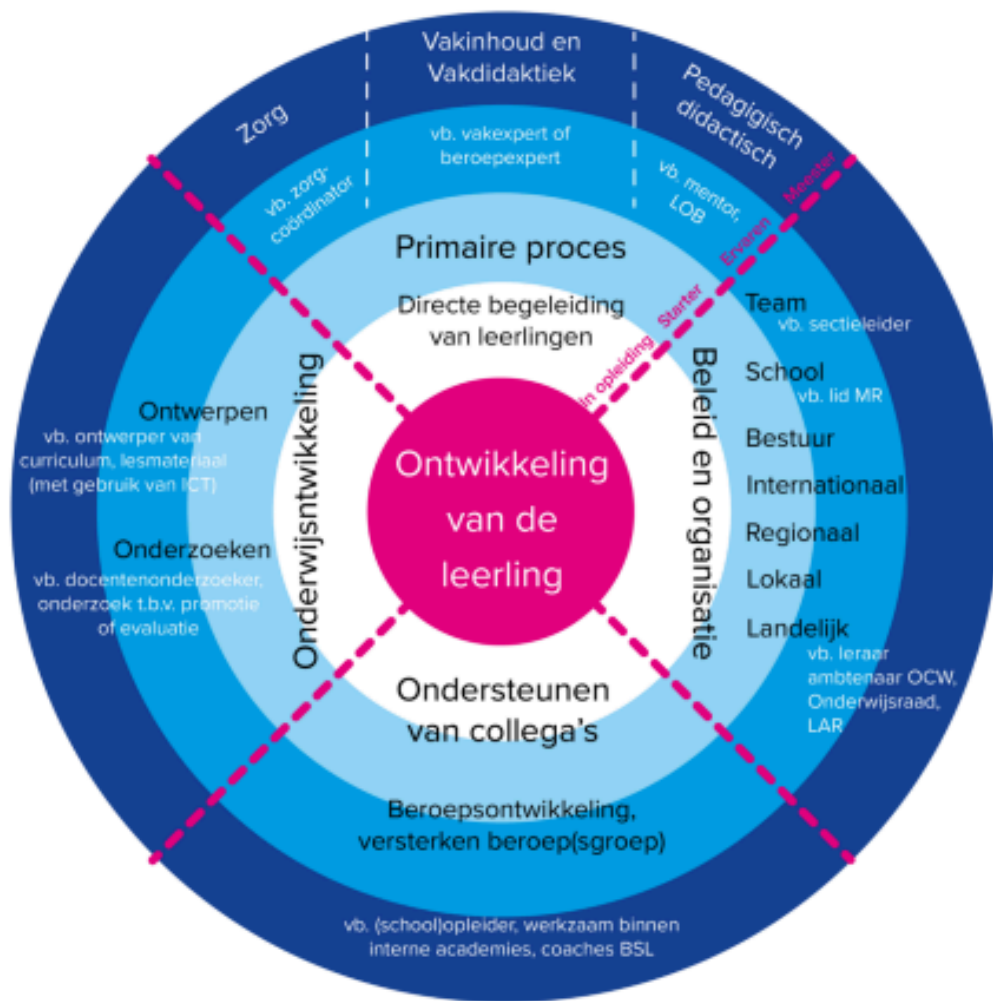 Vakinhoud en
Vakdidaktiek
Zorg
Pedagigisch
didactisch
vb. vakexpert of
beroepexpert
vb. zorg-
coördinator
vb. mentor,
LOB
Meester
Ervaren
Starter
in opleiding
Primaire proces
Directe begeleiding
van leerlingen
Onderwijsntwikkeling
Ontwerpen
vb. ontwerper van
curriculum, lesmateriaal
(met gebruik van ICT)
Onderzoeken
vb. docentenonderzoeker,
onderzoek t.b.v. promotie
of evaluatie
Ontwikkeling
van de
leerling
Beleid en organisatie
Team
vb. sectieleider
School
vb. lid MR
Bestuur
Internationaal
Regionaal
Lokaal
Landelijk
vb. leraar
ambtenaar OCW,
Onderwijsraad,
LAR
Ondersteunen
van collega's
Beroepsontwikkeling,
versterken beroep(sgroep)
vb. (school)opleider, werkzaam binnen
interne academies, coaches BSL